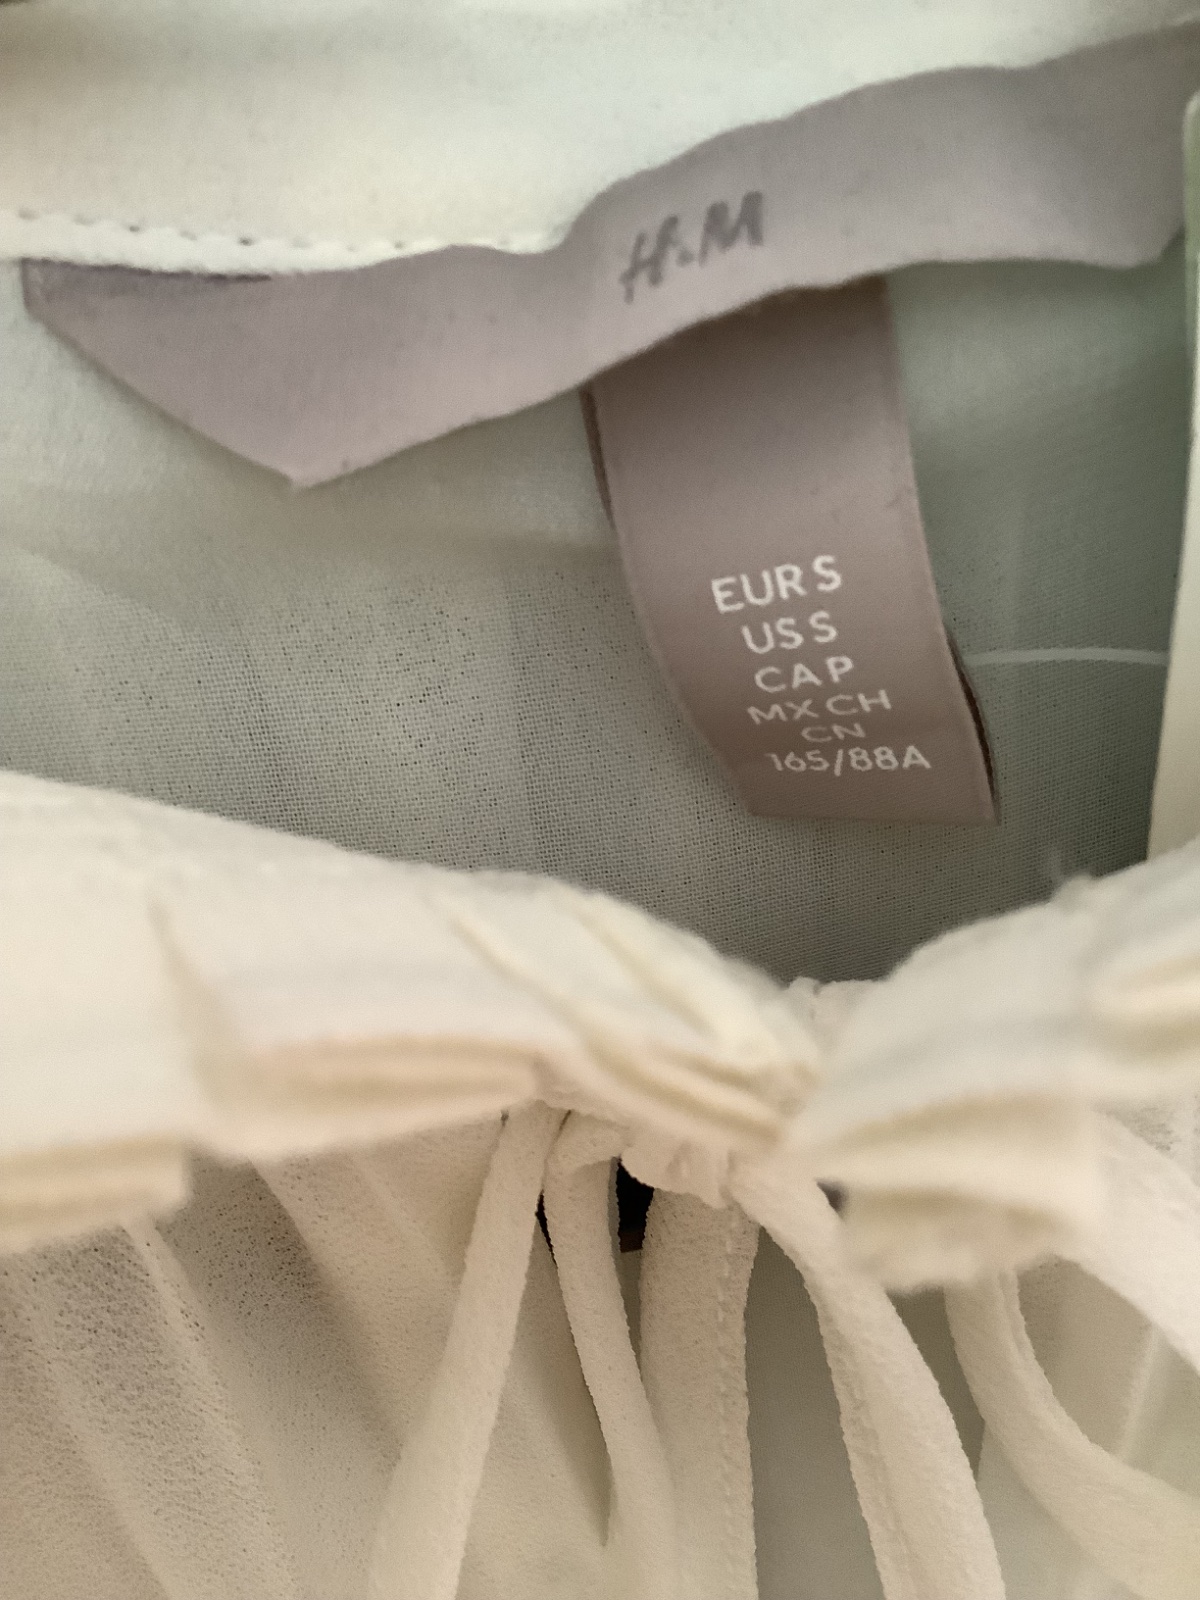 H&M
EUR S
US S
CA P
MX CH
CN
165/88A